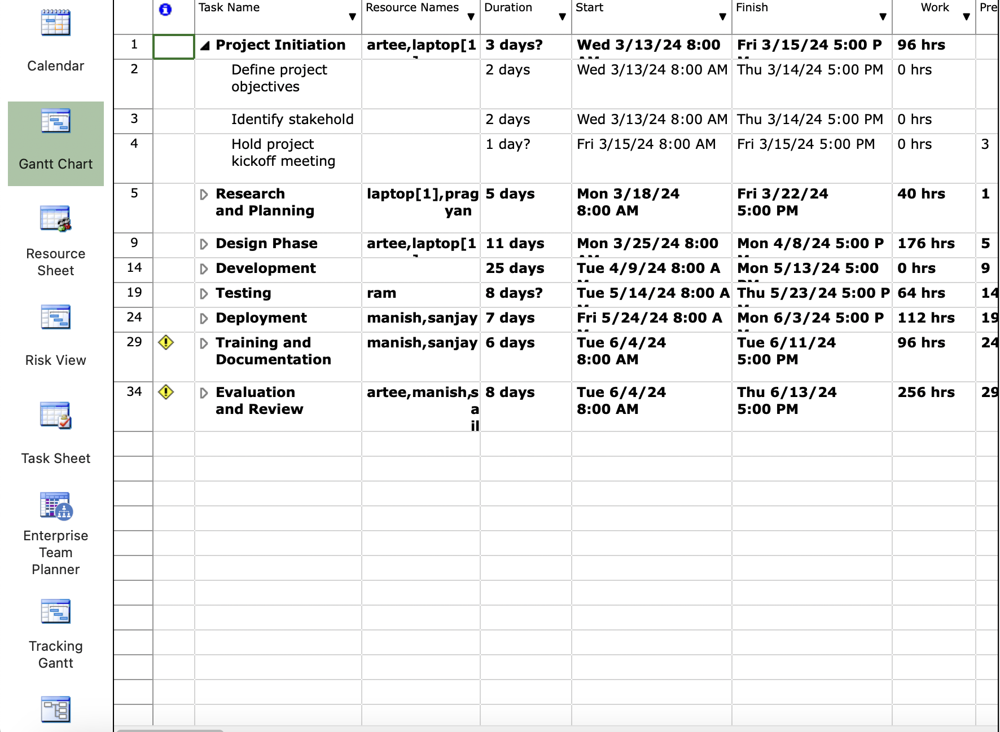 Calendar
Gantt Chart
Resource
Sheet
Risk View
Task Sheet
Enterprise
Team
Planner
Tracking
Gantt
Task Name Resource Names Duration Start Finish Work Pre
1 Project Initiation artee,laptop[1 3 days? Wed 3/13/24 8:00 Fri 3/15/24 5:00 P 96 hrs
2 Define project 2 days Wed 3/13/24 8:00 AM Thu 3/14/24 5:00 PM 0 hrs
objectives
3 Identify stakehold 2 days Wed 3/13/24 8:00 AM Thu 3/14/24 5:00 PM 0 hrs
4 Hold project 1 day? Fri 3/15/24 8:00 AM Fri 3/15/24 5:00 PM 0 hrs 3
kickoff meeting
5 Research laptop[1],prag 5 days Mon 3/18/24 Fri 3/22/24 40 hrs 1
and Planning yan 8:00 AM 5:00 PM
9 Design Phase artee,laptop[1 11 days Mon 3/25/24 8:00 Mon 4/8/24 5:00 P 176 hrs 5
14 Development 25 days Tue 4/9/24 8:00 A Mon 5/13/24 5:00 0 hrs 9
19 Testing ram 8 days? Tue 5/14/24 8:00 A Thu 5/23/24 5:00 P 64 hrs 14
24 Deployment manish,sanjay 7 days Fri 5/24/24 8:00 A Mon 6/3/24 5:00 P 112 hrs 19
29 Training and manish,sanjay 6 days Tue 6/4/24 Tue 6/11/24 96 hrs 24
Documentation 8:00 AM 5:00 PM
34 Evaluation artee,manish,s 8 days Tue 6/4/24 Thu 6/13/24 256 hrs 29
and Review a 8:00 AM 5:00 PM
il